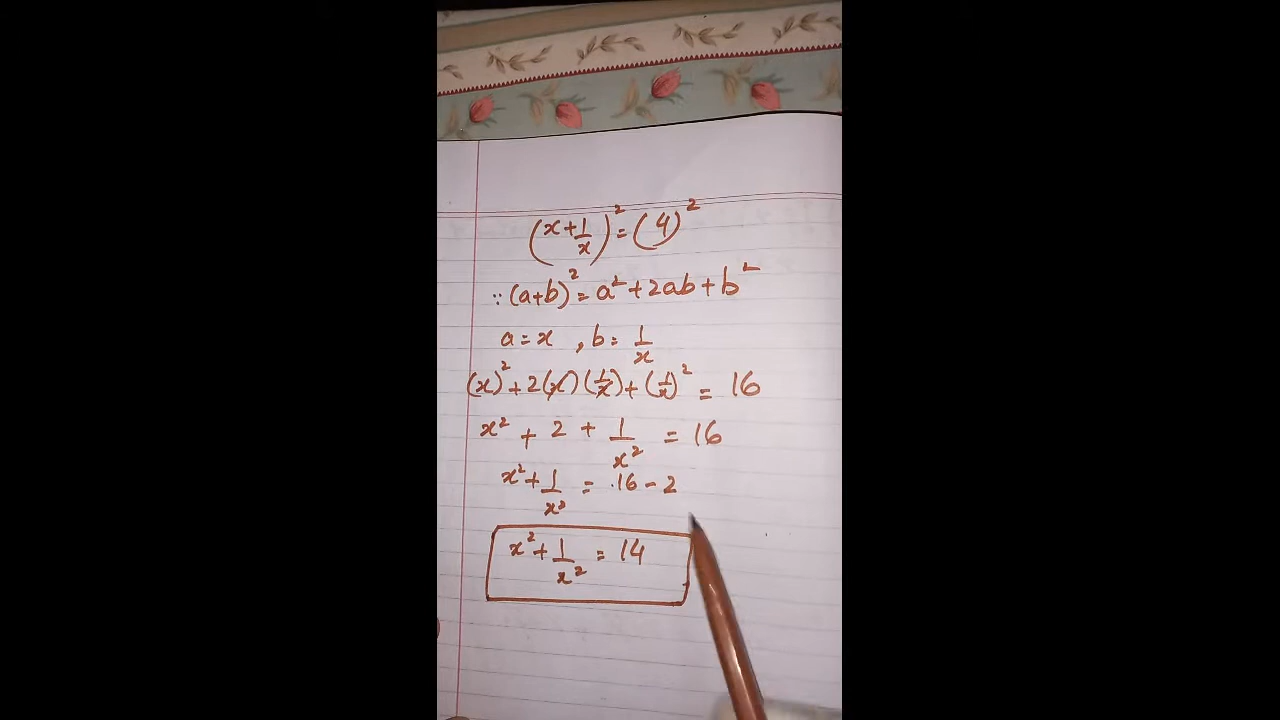 (x+1/x)² = (4)²
∵ (a+b)² = a²+2ab+b²
a=x , b= 1/x
(x)²+2(x)(1/x)+(1/x)² = 16
x² + 2 + 1/x² = 16
x²+1/x² = 16-2
x²+1/x² = 14